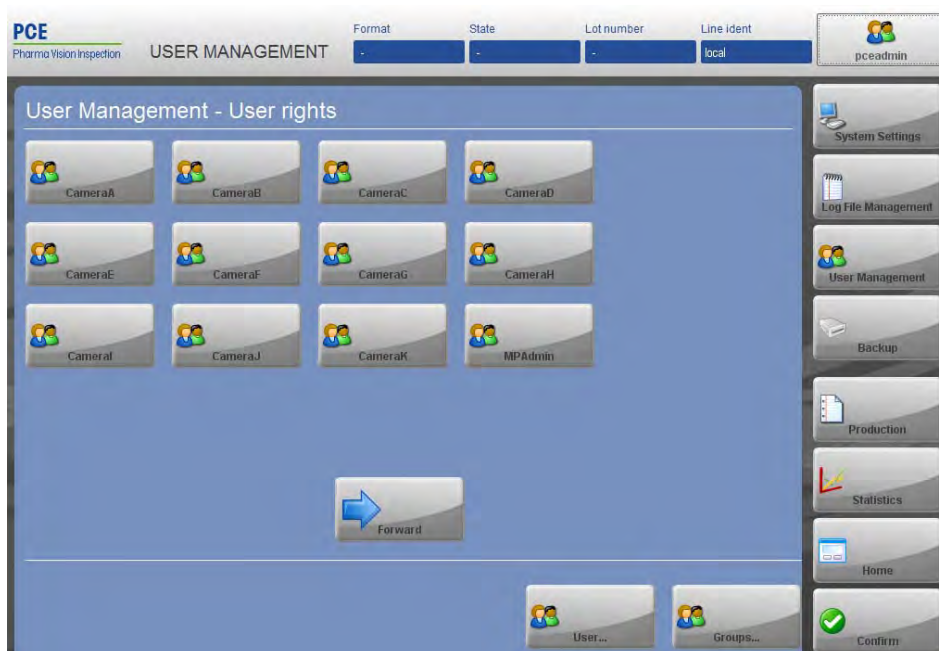 PCE
Pharma Vision Inspection
USER MANAGEMENT
Format
State
Lot number
Line ident
-
-
-
local
pceadmin
User Management - User rights
System Settings
CameraA
CameraB
CameraC
CameraD
Log File Management
CameraE
CameraF
CameraG
CameraH
User Management
CameraI
CameraJ
CameraK
MPAdmin
Backup
Production
Forward
Statistics
Home
User...
Groups...
Confirm